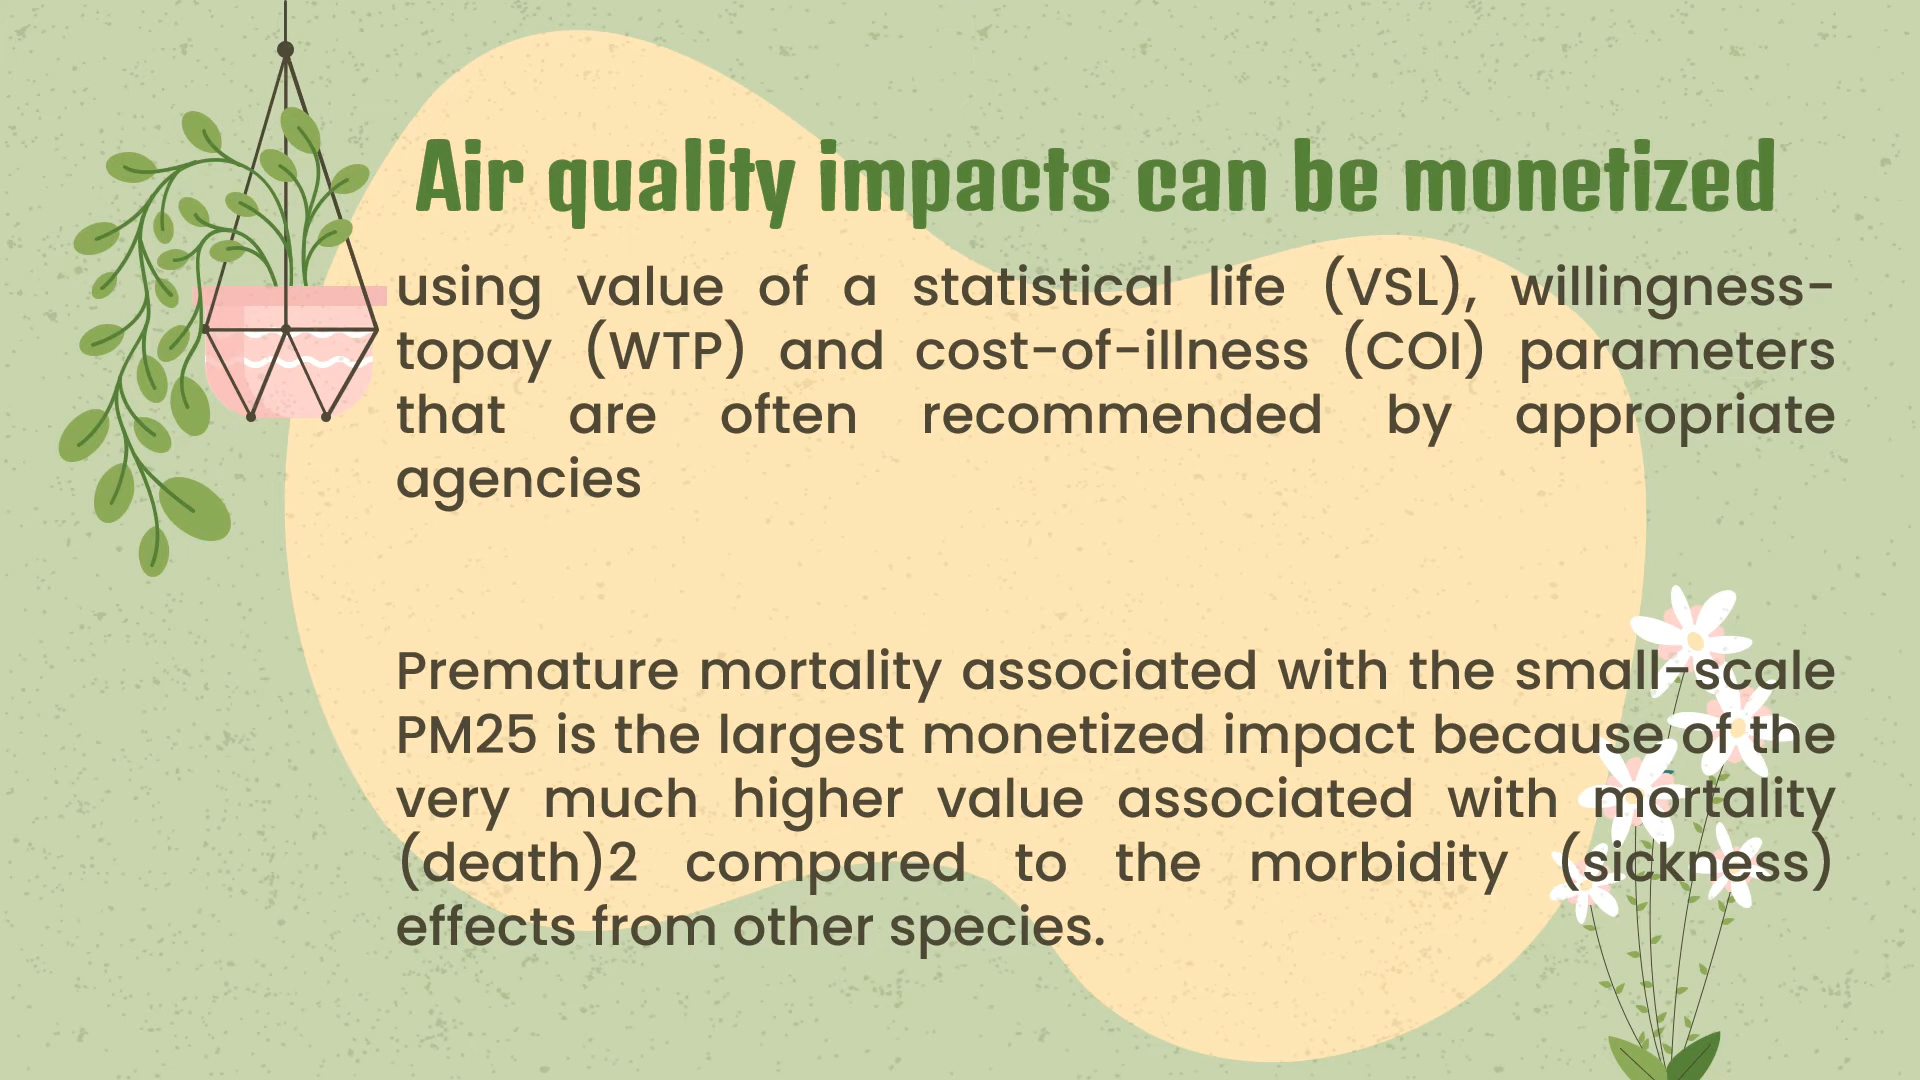 Air quality impacts can be monetized
using value of a statistical life (VSL), willingness-
topay (WTP) and cost-of-illness (COI) parameters
that are often recommended by appropriate
agencies
Premature mortality associated with the small-scale
PM25 is the largest monetized impact because of the
very much higher value associated with mortality
(death)2 compared to the morbidity (sickness)
effects from other species.